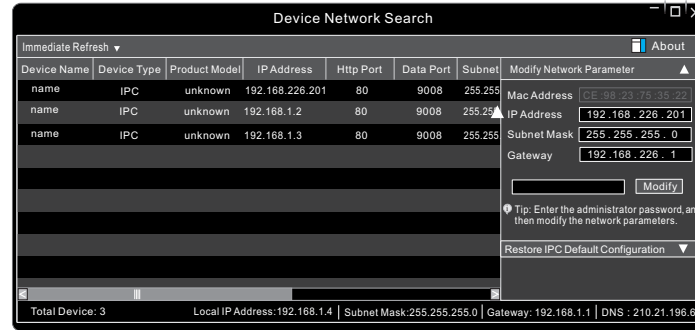 Device Network Search
Immediate Refresh ▼
About
Device Name Device Type Product Model IP Address Http Port Data Port Subnet
name IPC unknown 192.168.226.201 80 9008 255.255
name IPC unknown 192.168.1.2 80 9008 255.255
name IPC unknown 192.168.1.3 80 9008 255.255
Modify Network Parameter ▲
Mac Address CE :98 :23 :75 :35 :22
IP Address 192 . 168 . 226 . 201
Subnet Mask 255 . 255 . 255 . 0
Gateway 192 . 168 . 226 . 1
Modify
Tip: Enter the administrator password, an
then modify the network parameters.
Restore IPC Default Configuration ▼
Total Device: 3 Local IP Address:192.168.1.4 Subnet Mask:255.255.255.0 Gateway: 192.168.1.1 DNS : 210.21.196.6